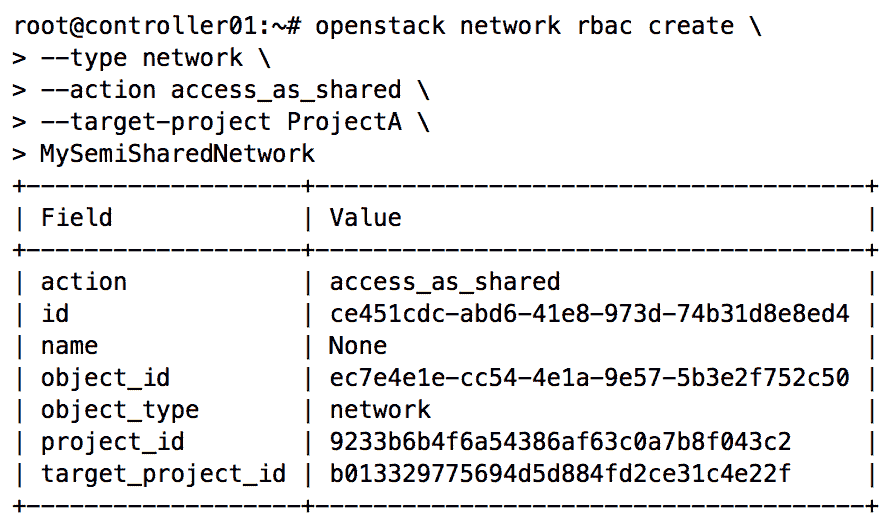 root@controller01:~# openstack network rbac create \
> --type network \
> --action access_as_shared \
> --target-project ProjectA \
> MySemiSharedNetwork
+-------------------+--------------------------------------+
| Field             | Value                                |
+-------------------+--------------------------------------+
| action            | access_as_shared                     |
| id                | ce451cdc-abd6-41e8-973d-74b31d8e8ed4 |
| name              | None                                 |
| object_id         | ec7e4e1e-cc54-4e1a-9e57-5b3e2f752c50 |
| object_type       | network                              |
| project_id        | 9233b6b4f6a54386af63c0a7b8f043c2     |
| target_project_id | b013329775694d5d884fd2ce31c4e22f     |
+-------------------+--------------------------------------+